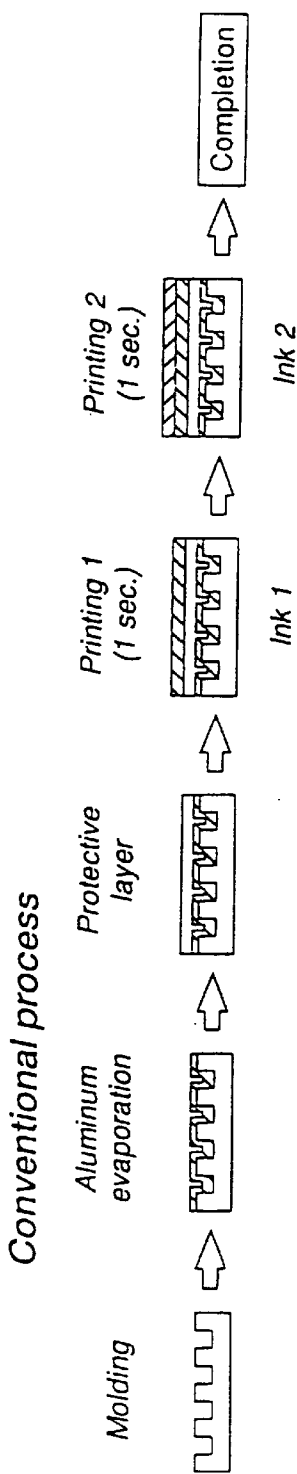 Conventional process
Molding
Aluminum
evaporation
Protective
layer
Printing 1
(1 sec.)
Ink 1
Printing 2
(1 sec.)
Ink 2
Completion